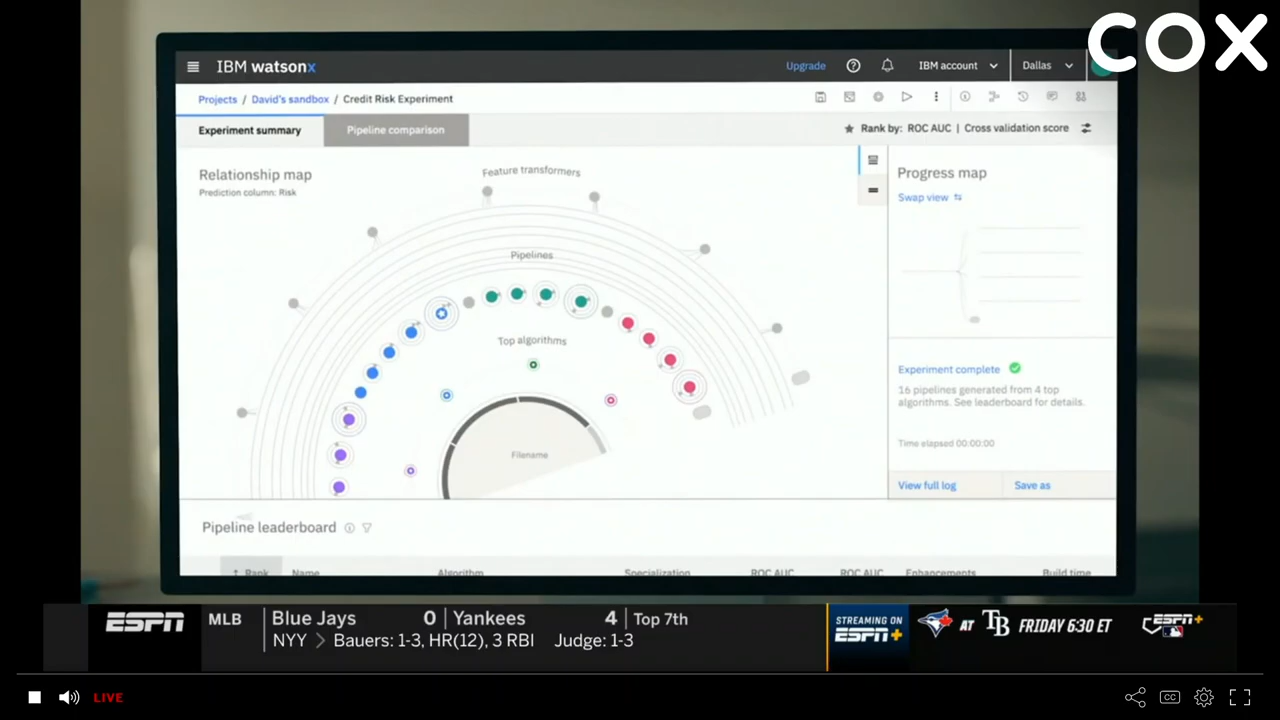 COX
IBM watsonx
Upgrade
IBM account
Dallas
Projects / David's sandbox / Credit Risk Experiment
Experiment summary
Pipeline comparison
Rank by: ROC AUC | Cross validation score
Relationship map
Prediction column: Risk
Feature transformers
Pipelines
Top algorithms
Filename
Progress map
Swap view
Experiment complete
16 pipelines generated from 4 top
algorithms. See leaderboard for details.
Time elapsed 00:00:00
View full log
Save as
Pipeline leaderboard
↑ Rank Name Algorithm Specialization ROC AUC ROC AUC Enhancements Build time
ESPN
MLB
Blue Jays 0 Yankees 4 Top 7th
NYY > Bauers: 1-3, HR(12), 3 RBI Judge: 1-3
STREAMING ON
ESPN+
AT TB FRIDAY 6:30 ET
ESPN+
LIVE
CC